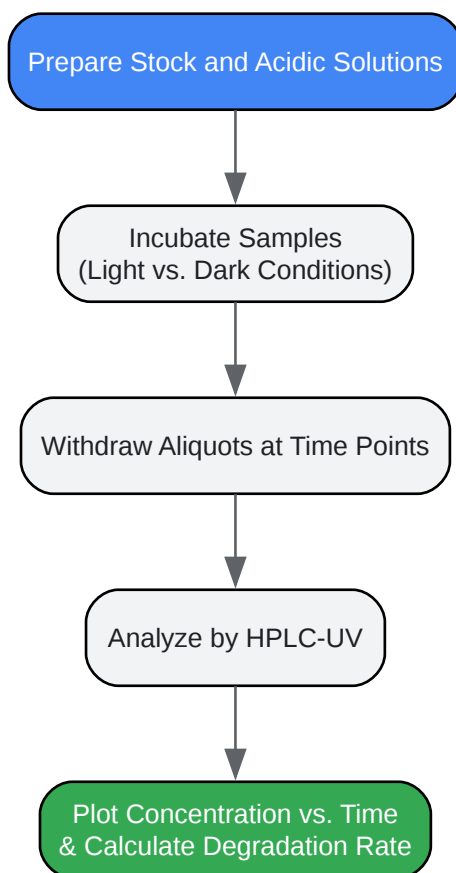 Prepare Stock and Acidic Solutions
Incubate Samples
(Light vs. Dark Conditions)
Withdraw Aliquots at Time Points
Analyze by HPLC-UV
Plot Concentration vs. Time
& Calculate Degradation Rate